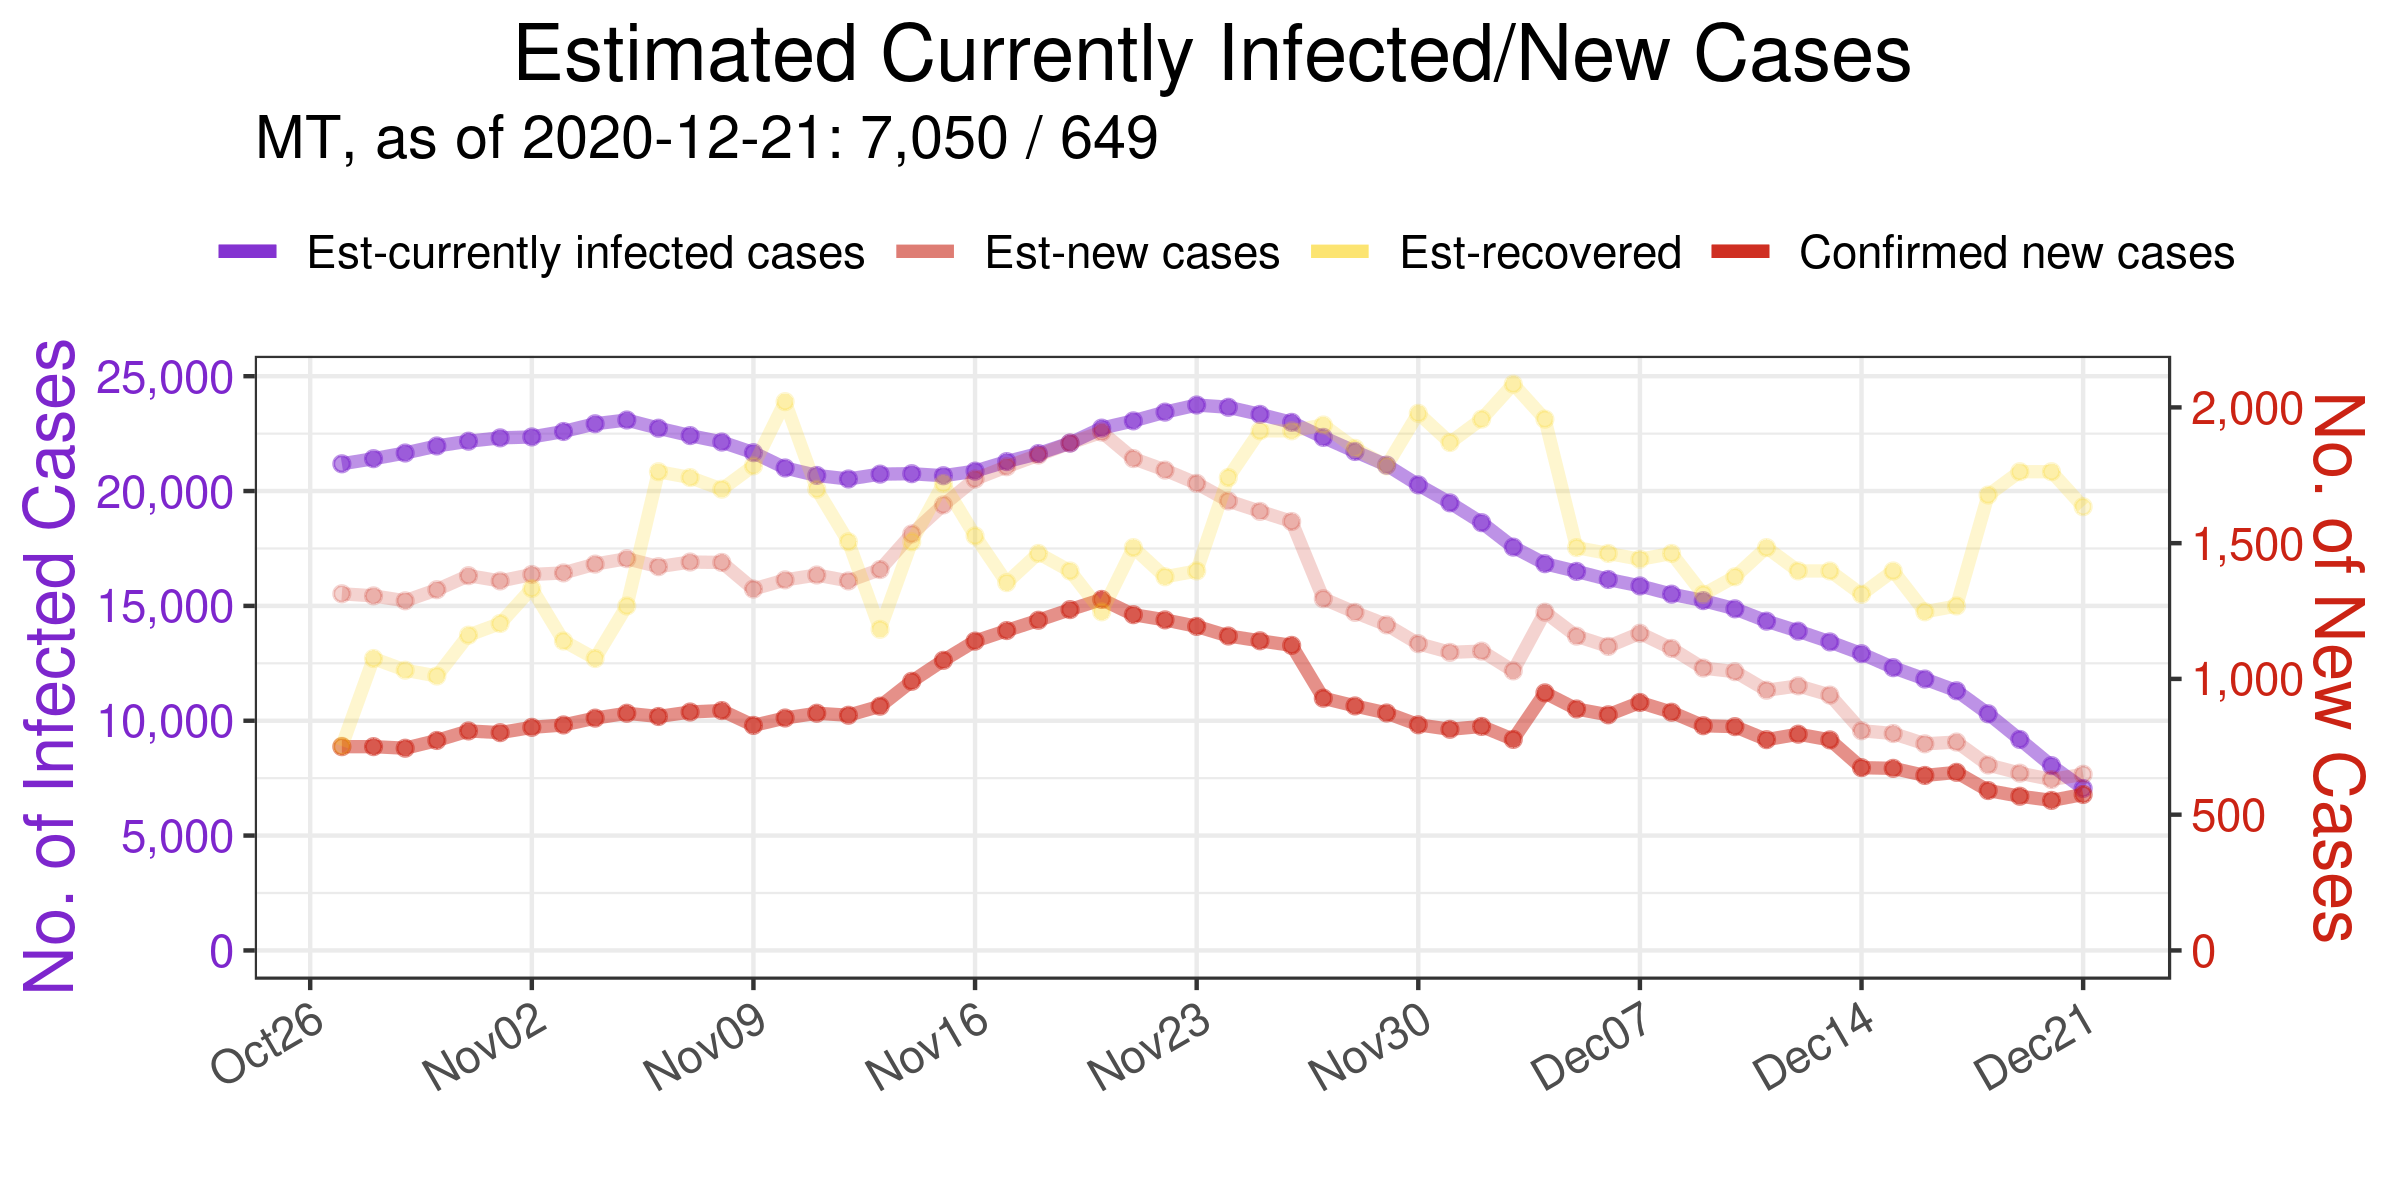 Estimated Currently Infected/New Cases
MT, as of 2020-12-21: 7,050 / 649
Est-currently infected cases Est-new cases Est-recovered Confirmed new cases
No. of Infected Cases
25,000
20,000
15,000
10,000
5,000
0
2,000
1,500
1,000
500
0
No. of New Cases
Oct26 Nov02 Nov09 Nov16 Nov23 Nov30 Dec07 Dec14 Dec21